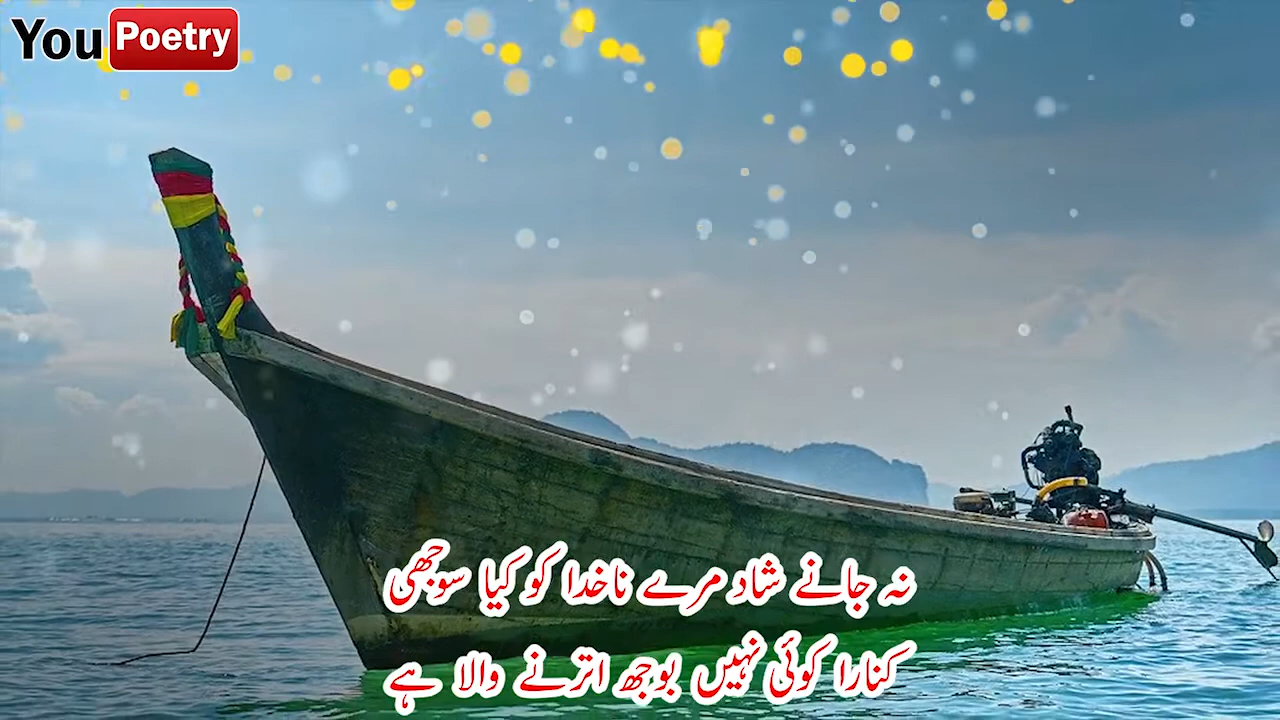 You Poetry
نہ جانے شاد مرے ناخدا کو کیا سوجھی
کنارا کوئی نہیں بوجھ اترنے والا ہے